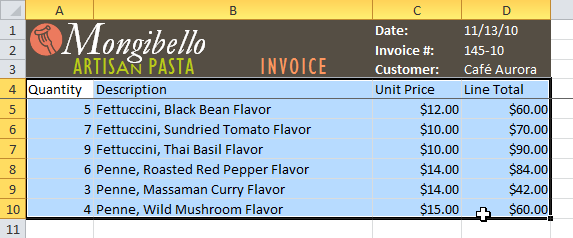 A B C D
1 Mongibello Date: 11/13/10
2 Invoice #: 145-10
3 ARTISAN PASTA INVOICE Customer: Café Aurora
4 Quantity Description Unit Price Line Total
5 5 Fettuccini, Black Bean Flavor $12.00 $60.00
6 7 Fettuccini, Sundried Tomato Flavor $10.00 $70.00
7 9 Fettuccini, Thai Basil Flavor $10.00 $90.00
8 6 Penne, Roasted Red Pepper Flavor $14.00 $84.00
9 3 Penne, Massaman Curry Flavor $14.00 $42.00
10 4 Penne, Wild Mushroom Flavor $15.00 $60.00
11